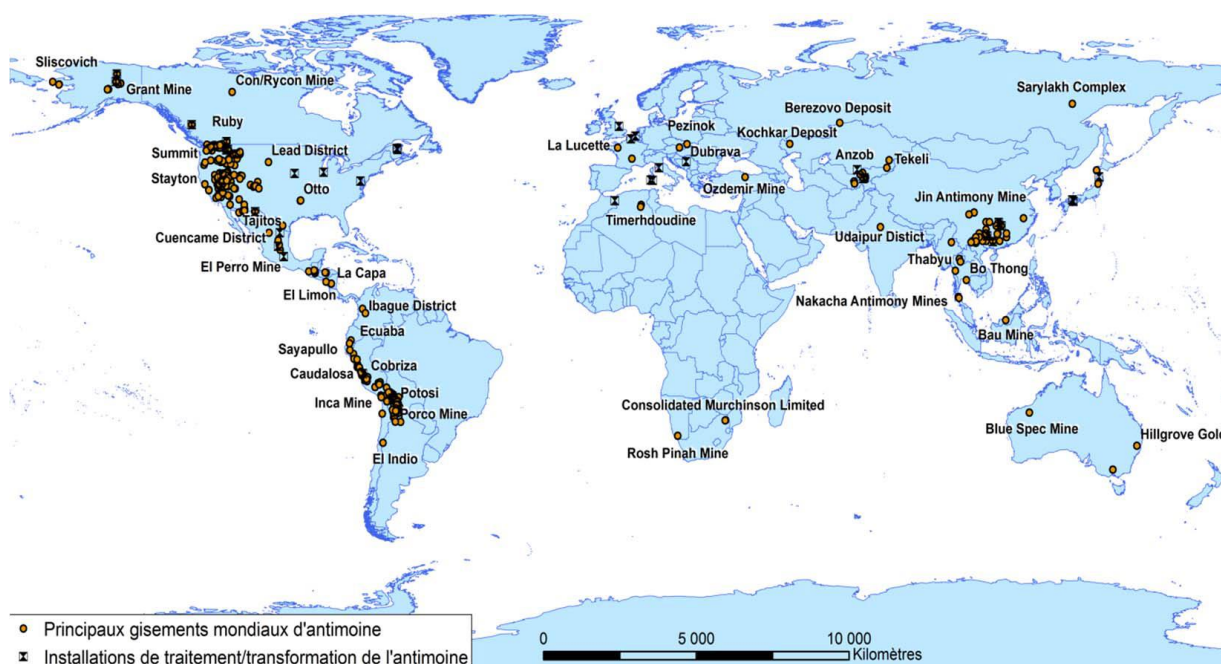 Sliscovich
Grant Mine
Con/Rycon Mine
Sarylakh Complex
Berezovo Deposit
Ruby
Pezinok
Kochkar Deposit
La Lucette
Summit
Lead District
Dubrava
Anzob
Tekeli
Stayton
Otto
Ozdemir Mine
Jin Antimony Mine
Tajitos
Timerhdoudine
Cuencame District
Udaipur Distict
El Perro Mine
Thabyu
La Capa
Bo Thong
El Limon
Nakacha Antimony Mines
Ibague District
Ecuaba
Bau Mine
Sayapullo
Cobriza
Caudalosa
Potosi
Inca Mine
Porco Mine
Consolidated Murchinson Limited
Blue Spec Mine
Hillgrove Gold
El Indio
Rosh Pinah Mine
Principaux gisements mondiaux d'antimoine
Installations de traitement/transformation de l'antimoine
0 5 000 10 000
Kilomètres